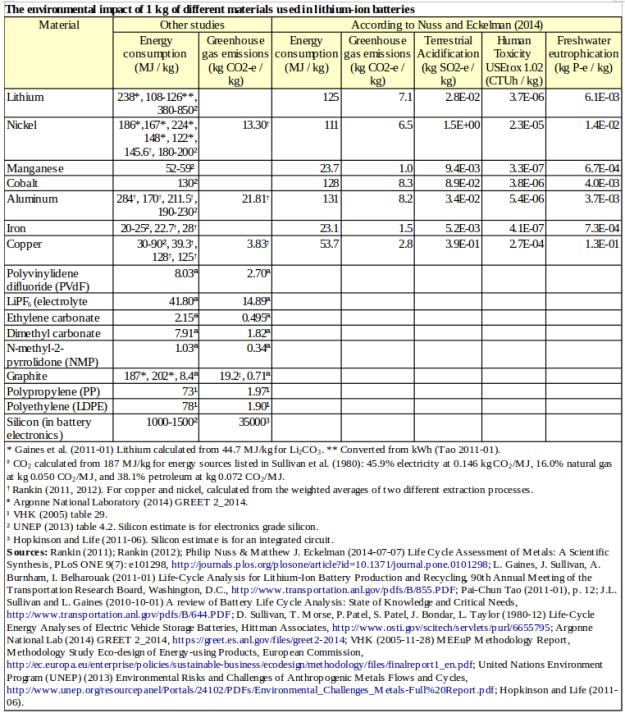 The environmental impact of 1 kg of different materials used in lithium-ion batteries
Material Other studies According to Nuss and Eckelman (2014)
Energy consumption (MJ / kg) Greenhouse gas emissions (kg CO2-e / kg) Energy consumption (MJ / kg) Greenhouse gas emissions (kg CO2-e / kg) Terrestrial Acidification (kg SO2-e / kg) Human Toxicity USEtox 1.02 (CTUh / kg) Freshwater eutrophication (kg P-e / kg)
Lithium 238*, 108-126**, 380-850² 125 7.1 2.8E-02 3.7E-06 6.1E-03
Nickel 186*,167*, 224*, 148*, 122*, 145.6†, 180-200² 13.30† 111 6.5 1.5E+00 2.3E-05 1.4E-02
Manganese 52-59² 23.7 1.0 9.4E-03 3.3E-07 6.7E-04
Cobalt 130² 128 8.3 8.9E-02 3.8E-06 4.0E-03
Aluminum 284†, 170†, 211.5†, 190-230² 21.81† 131 8.2 3.4E-02 5.4E-06 3.7E-03
Iron 20-25², 22.7†, 28† 23.1 1.5 5.2E-03 4.1E-07 7.3E-04
Copper 30-90², 39.3†, 128†, 125† 3.83† 53.7 2.8 3.9E-01 2.7E-04 1.3E-01
Polyvinylidene difluoride (PVdF) 8.03ª 2.70ª
LiPF₆ (electrolyte 41.80ª 14.89ª
Ethylene carbonate 2.15ª 0.495ª
Dimethyl carbonate 7.91ª 1.82ª
N-methyl-2-pyrrolidone (NMP) 1.03ª 0.34ª
Graphite 187*, 202*, 8.4ª 19.2‡, 0.71ª
Polypropylene (PP) 73¹ 1.97¹
Polyethylene (LDPE) 78¹ 1.90¹
Silicon (in battery electronics) 1000-1500² 35000³
* Gaines et al. (2011-01) Lithium calculated from 44.7 MJ/kg for Li₂CO₃. ** Converted from kWh (Tao 2011-01).
‡ CO₂ calculated from 187 MJ/kg for energy sources listed in Sullivan et al. (1980): 45.9% electricity at 0.146 kg CO₂/MJ, 16.0% natural gas
at kg 0.050 CO₂/MJ, and 38.1% petroleum at kg 0.072 CO₂/MJ.
† Rankin (2011, 2012). For copper and nickel, calculated from the weighted averages of two different extraction processes.
ª Argonne National Laboratory (2014) GREET 2_2014.
¹ VHK (2005) table 29.
² UNEP (2013) table 4.2. Silicon estimate is for electronics grade silicon.
³ Hopkinson and Life (2011-06). Silicon estimate is for an integrated circuit.
Sources: Rankin (2011); Rankin (2012); Philip Nuss & Matthew J. Eckelman (2014-07-07) Life Cycle Assessment of Metals: A Scientific
Synthesis, PLoS ONE 9(7): e101298, http://journals.plos.org/plosone/article?id=10.1371/journal.pone.0101298; L. Gaines, J. Sullivan, A.
Burnham, I. Belharouak (2011-01) Life-Cycle Analysis for Lithium-Ion Battery Production and Recycling, 90th Annual Meeting of the
Transportation Research Board, Washington, D.C., http://www.transportation.anl.gov/pdfs/B/855.PDF; Pai-Chun Tao (2011-01), p. 12; J.L.
Sullivan and L. Gaines (2010-10-01) A review of Battery Life Cycle Analysis: State of Knowledge and Critical Needs,
http://www.transportation.anl.gov/pdfs/B/644.PDF; D. Sullivan, T. Morse, P. Patel, S. Patel, J. Bondar, L. Taylor (1980-12) Life-Cycle
Energy Analyses of Electric Vehicle Storage Batteries, Hittman Associates, http://www.osti.gov/scitech/servlets/purl/6655795; Argonne
National Lab (2014) GREET 2_2014, https://greet.es.anl.gov/files/greet2-2014; VHK (2005-11-28) MEEuP Methodology Report,
Methodology Study Eco-design of Energy-using Products, European Commission,
http://ec.europa.eu/enterprise/policies/sustainable-business/ecodesign/methodology/files/finalreport1_en.pdf; United Nations Environment
Program (UNEP) (2013) Environmental Risks and Challenges of Anthropogenic Metals Flows and Cycles,
http://www.unep.org/resourcepanel/Portals/24102/PDFs/Environmental_Challenges_Metals-Full%20Report.pdf; Hopkinson and Life (2011-
06).